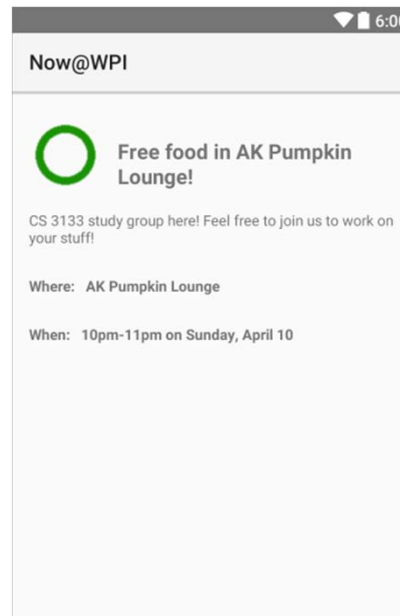 6:00
Now@WPI
Free food in AK Pumpkin
Lounge!
CS 3133 study group here! Feel free to join us to work on
your stuff!
Where: AK Pumpkin Lounge
When: 10pm-11pm on Sunday, April 10